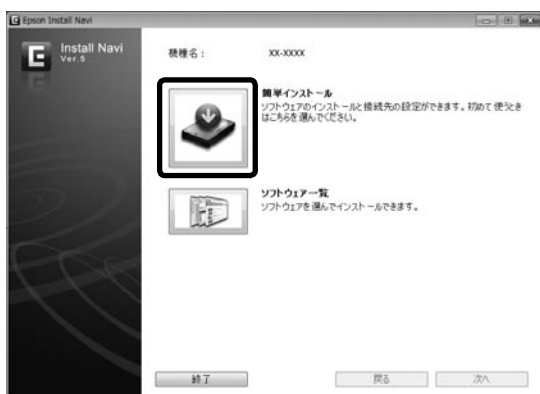 Epson Install Navi
E Install Navi
Ver.5
機種名： XX-XXXX
簡単インストール
ソフトウェアのインストールと接続先の設定ができます。初めて使うとき
はこちらを選んでください。
ソフトウェア一覧
ソフトウェアを選んでインストールできます。
終了 戻る 次へ